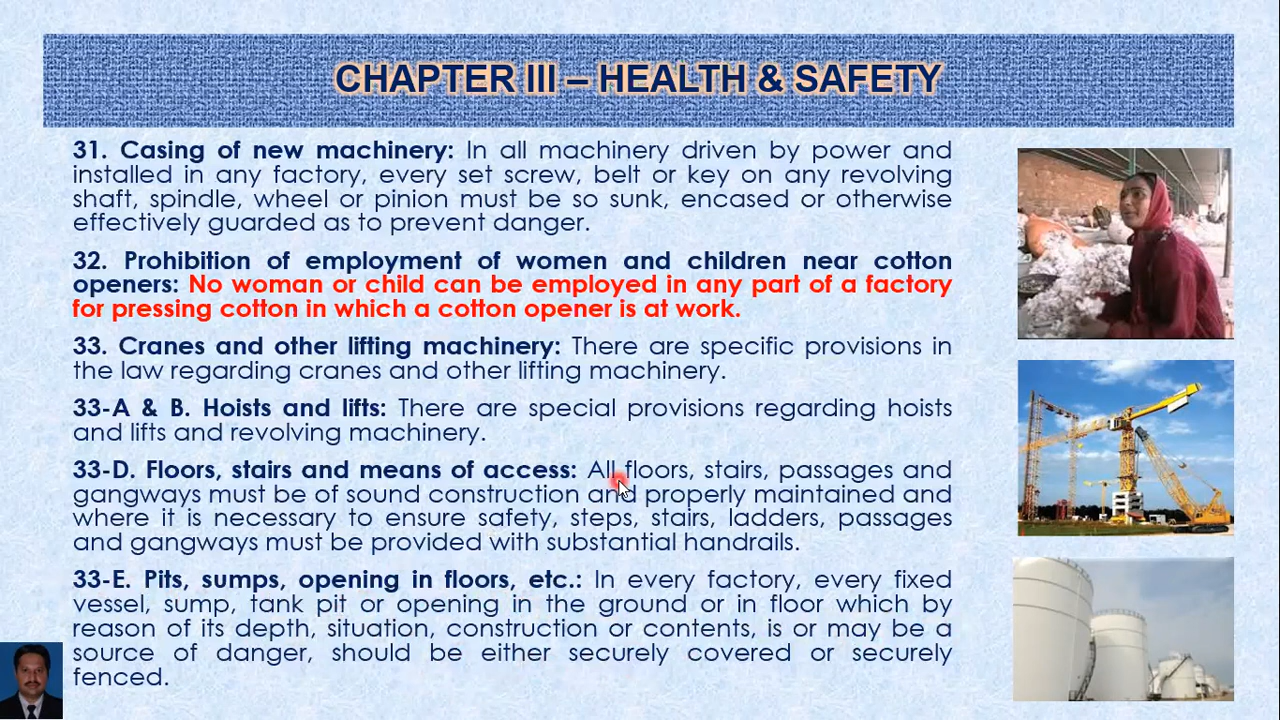 CHAPTER III – HEALTH & SAFETY
31. Casing of new machinery: In all machinery driven by power and
installed in any factory, every set screw, belt or key on any revolving
shaft, spindle, wheel or pinion must be so sunk, encased or otherwise
effectively guarded as to prevent danger.
32. Prohibition of employment of women and children near cotton
openers: No woman or child can be employed in any part of a factory
for pressing cotton in which a cotton opener is at work.
33. Cranes and other lifting machinery: There are specific provisions in
the law regarding cranes and other lifting machinery.
33-A & B. Hoists and lifts: There are special provisions regarding hoists
and lifts and revolving machinery.
33-D. Floors, stairs and means of access: All floors, stairs, passages and
gangways must be of sound construction and properly maintained and
where it is necessary to ensure safety, steps, stairs, ladders, passages
and gangways must be provided with substantial handrails.
33-E. Pits, sumps, opening in floors, etc.: In every factory, every fixed
vessel, sump, tank pit or opening in the ground or in floor which by
reason of its depth, situation, construction or contents, is or may be a
source of danger, should be either securely covered or securely
fenced.